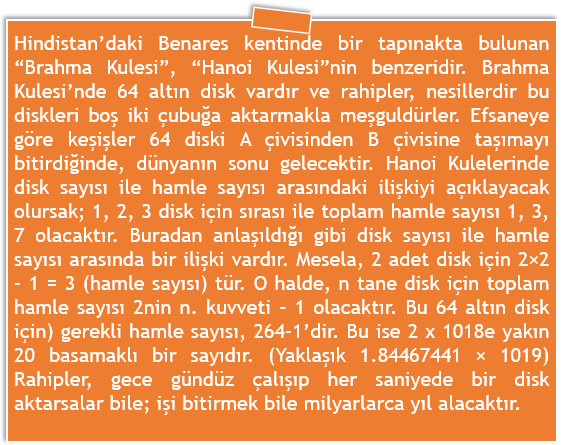 Hindistan’daki Benares kentinde bir tapınakta bulunan
“Brahma Kulesi”, “Hanoi Kulesi”nin benzeridir. Brahma
Kulesi’nde 64 altın disk vardır ve rahipler, nesillerdir bu
diskleri boş iki çubuğa aktarmakla meşguldürler. Efsaneye
göre keşişler 64 diski A çivisinden B çivisine taşımayı
bitirdiğinde, dünyanın sonu gelecektir. Hanoi Kulelerinde
disk sayısı ile hamle sayısı arasındaki ilişkiyi açıklayacak
olursak; 1, 2, 3 disk için sırası ile toplam hamle sayısı 1, 3,
7 olacaktır. Buradan anlaşıldığı gibi disk sayısı ile hamle
sayısı arasında bir ilişki vardır. Mesela, 2 adet disk için 2×2
- 1 = 3 (hamle sayısı) tür. O halde, n tane disk için toplam
hamle sayısı 2nin n. kuvveti – 1 olacaktır. Bu 64 altın disk
için) gerekli hamle sayısı, 264-1’dir. Bu ise 2 x 1018e yakın
20 basamaklı bir sayıdır. (Yaklaşık 1.84467441 × 1019)
Rahipler, gece gündüz çalışıp her saniyede bir disk
aktarsalar bile; işi bitirmek bile milyarlarca yıl alacaktır.